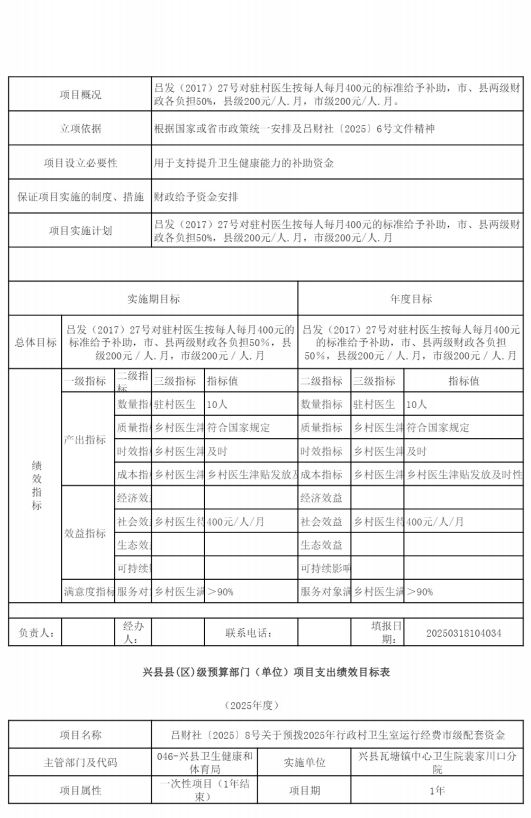 项目概况
吕发（2017）27号对驻村医生按每人每月400元的标准给予补助，市、县两级财
政各负担50%，县级200元/人.月，市级200元/人.月。
立项依据
根据国家或省市政策统一安排及吕财社〔2025〕6号文件精神
项目设立必要性
用于支持提升卫生健康能力的补助资金
保证项目实施的制度、措施
财政给予资金安排
项目实施计划
吕发（2017）27号对驻村医生按每人每月400元的标准给予补助，市、县两级财
政各负担50%，县级200元/人.月，市级200元/人.月
实施期目标 年度目标
总体目标
吕发（2017）27号对驻村医生按每人每月400元的
标准给予补助，市、县两级财政各负担50%，县
级200元／人.月，市级200元／人.月
吕发（2017）27号对驻村医生按每人每月400元
的标准给予补助，市、县两级财政各负担
50%，县级200元／人.月，市级200元／人.月
绩
效
指
标
一级指标 二级指
标 三级指标 指标值 二级指标 三级指标 指标值
产出指标
数量指 驻村医生 10人 数量指标 驻村医生 10人
质量指 乡村医生津 符合国家规定 质量指标 乡村医生津 符合国家规定
时效指 乡村医生津 及时 时效指标 乡村医生津 及时
成本指 乡村医生津 乡村医生津贴发放及 成本指标 乡村医生津 乡村医生津贴发放及时性
效益指标
经济效 经济效益
社会效 乡村医生待 400元/人/月 社会效益 乡村医生待 400元/人/月
生态效 生态效益
可持续 可持续影响
满意度指标 服务对 乡村医生满 ＞90% 服务对象满 乡村医生满 ＞90%
负责人： 经办
人： 联系电话： 填报日
期： 20250318104034
兴县县(区)级预算部门（单位）项目支出绩效目标表
（2025年度）
项目名称 吕财社〔2025〕8号关于预拨2025年行政村卫生室运行经费市级配套资金
主管部门及代码 046-兴县卫生健康和
体育局 实施单位 兴县瓦塘镇中心卫生院裴家川口分
院
项目属性 一次性项目（1年结
束） 项目期 1年